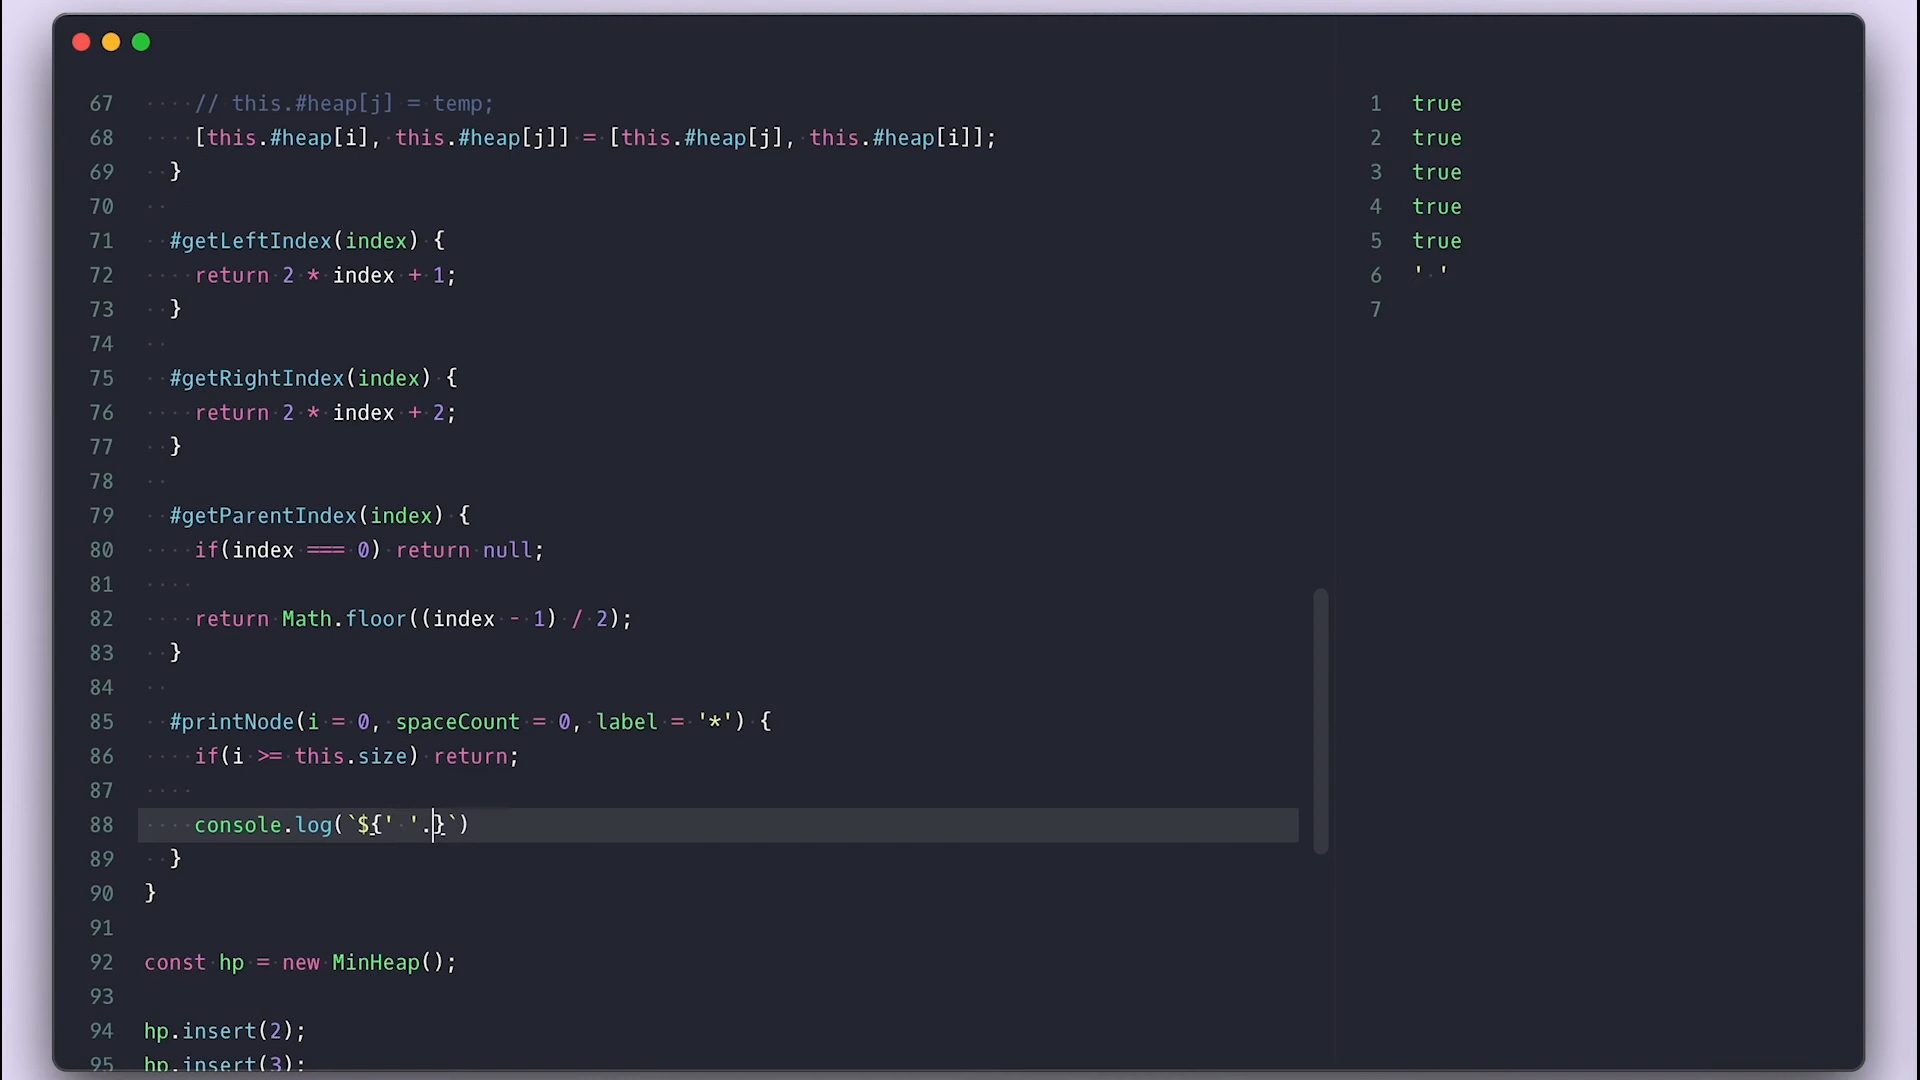 67 // this.#heap[j] = temp;
68 [this.#heap[i], this.#heap[j]] = [this.#heap[j], this.#heap[i]];
69 }
70
71 #getLeftIndex(index) {
72 return 2 * index + 1;
73 }
74
75 #getRightIndex(index) {
76 return 2 * index + 2;
77 }
78
79 #getParentIndex(index) {
80 if(index === 0) return null;
81
82 return Math.floor((index - 1) / 2);
83 }
84
85 #printNode(i = 0, spaceCount = 0, label = '*') {
86 if(i >= this.size) return;
87
88 console.log(`${' '.}`)
89 }
90 }
91
92 const hp = new MinHeap();
93
94 hp.insert(2);
95 hp.insert(3);
1 true
2 true
3 true
4 true
5 true
6 ' '
7